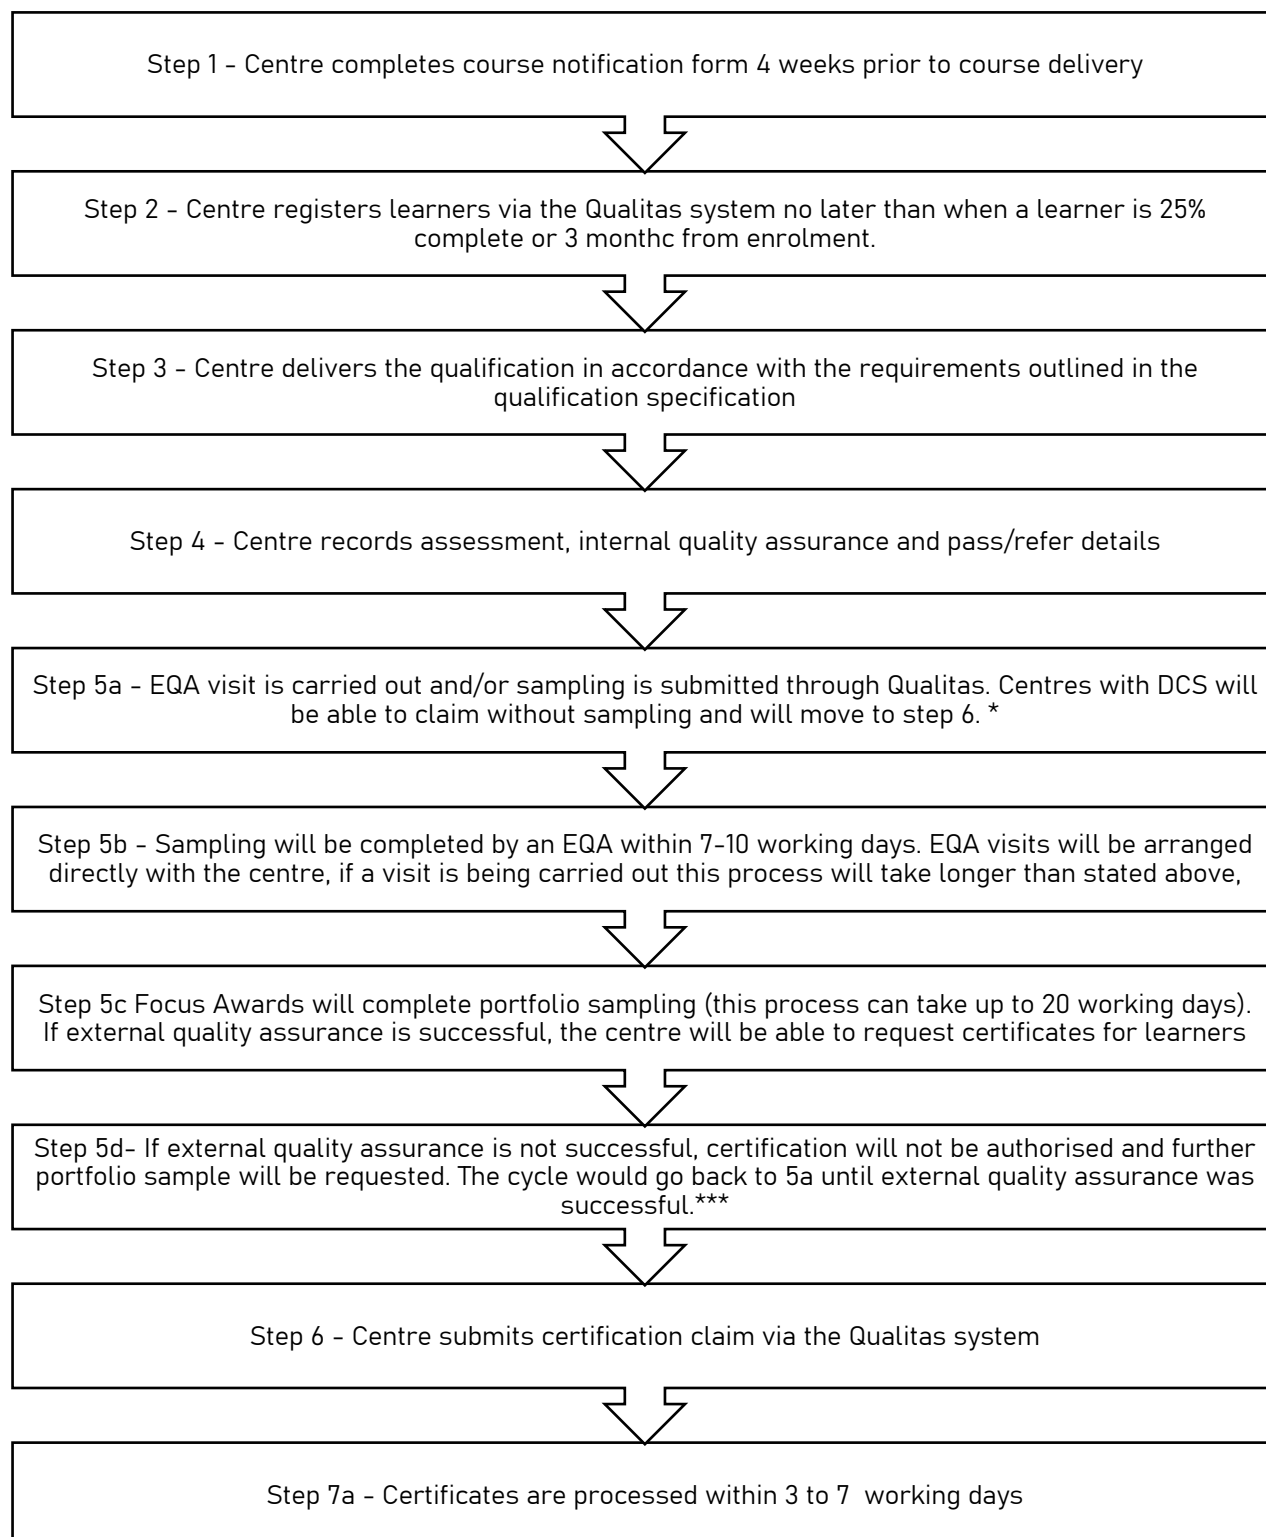 Step 1 - Centre completes course notification form 4 weeks prior to course delivery
Step 2 - Centre registers learners via the Qualitas system no later than when a learner is 25%
complete or 3 monthc from enrolment.
Step 3 - Centre delivers the qualification in accordance with the requirements outlined in the
qualification specification
Step 4 - Centre records assessment, internal quality assurance and pass/refer details
Step 5a - EQA visit is carried out and/or sampling is submitted through Qualitas. Centres with DCS will
be able to claim without sampling and will move to step 6. *
Step 5b - Sampling will be completed by an EQA within 7-10 working days. EQA visits will be arranged
directly with the centre, if a visit is being carried out this process will take longer than stated above,
Step 5c Focus Awards will complete portfolio sampling (this process can take up to 20 working days).
If external quality assurance is successful, the centre will be able to request certificates for learners
Step 5d- If external quality assurance is not successful, certification will not be authorised and further
portfolio sample will be requested. The cycle would go back to 5a until external quality assurance was
successful.***
Step 6 - Centre submits certification claim via the Qualitas system
Step 7a - Certificates are processed within 3 to 7 working days